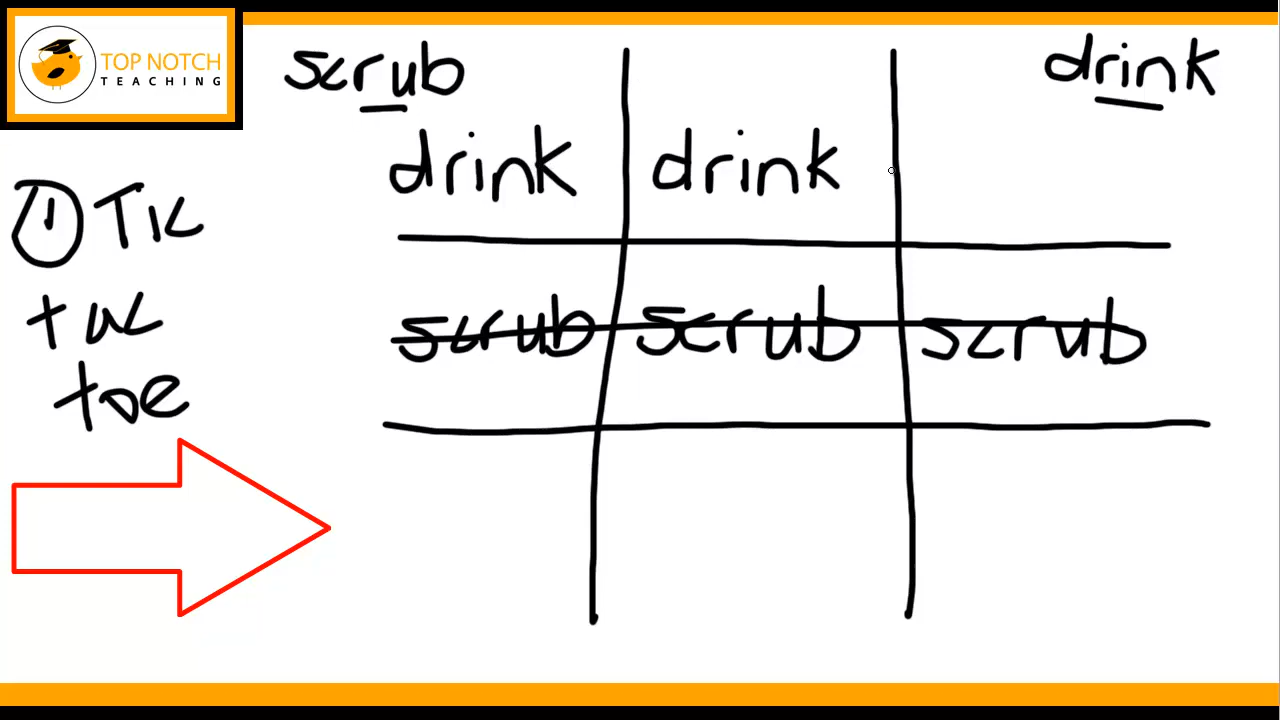 TOP NOTCH
TEACHING
scrub
drink
drink drink
① Tic
tac
toe
scrub scrub scrub